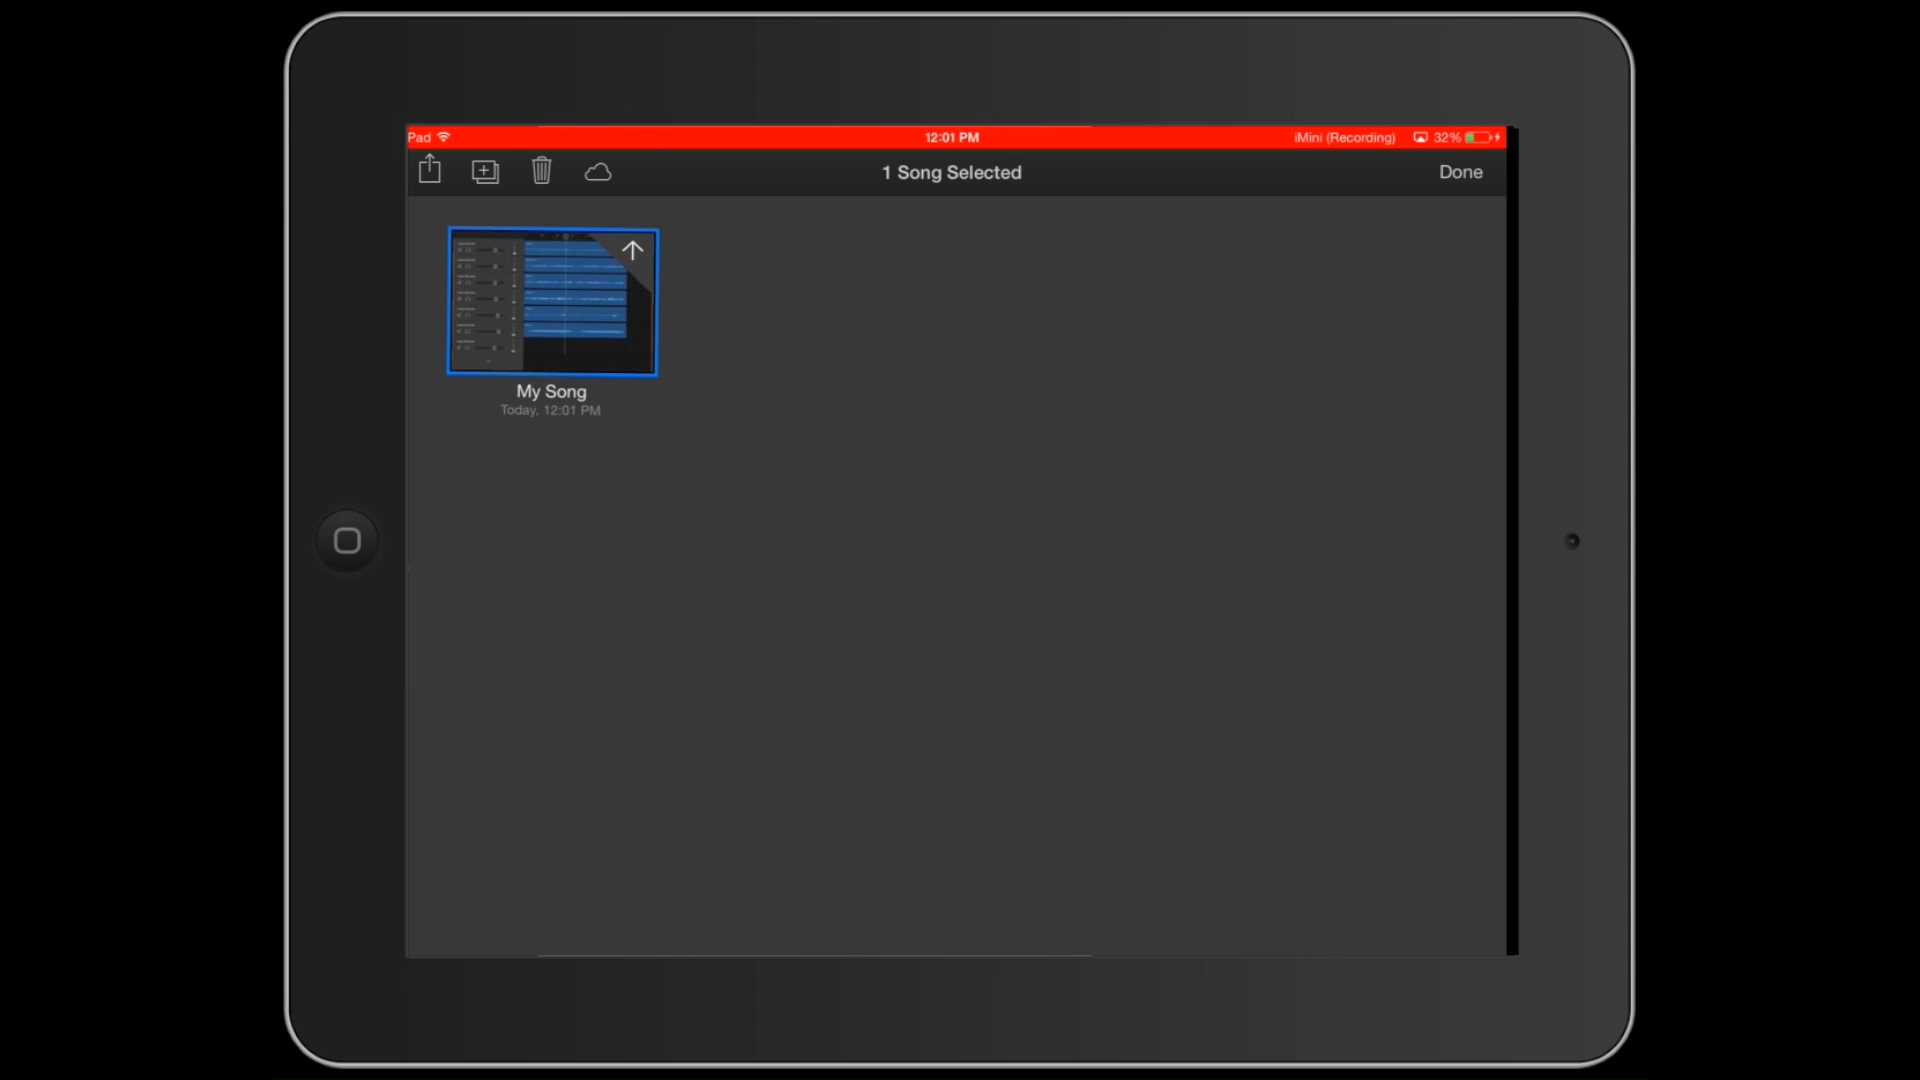 Pad 12:01 PM iMini (Recording) 32%
1 Song Selected Done
My Song
Today, 12:01 PM